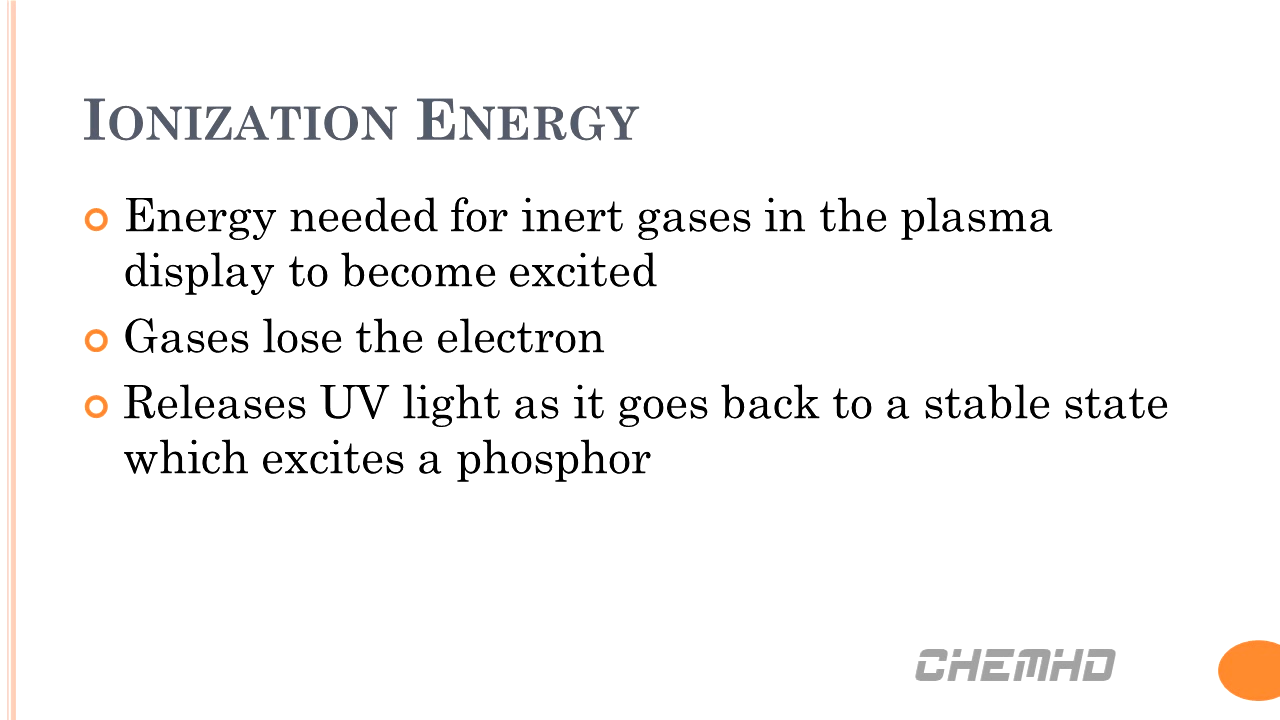 Ionization Energy
Energy needed for inert gases in the plasma
display to become excited
Gases lose the electron
Releases UV light as it goes back to a stable state
which excites a phosphor
CHEMHD